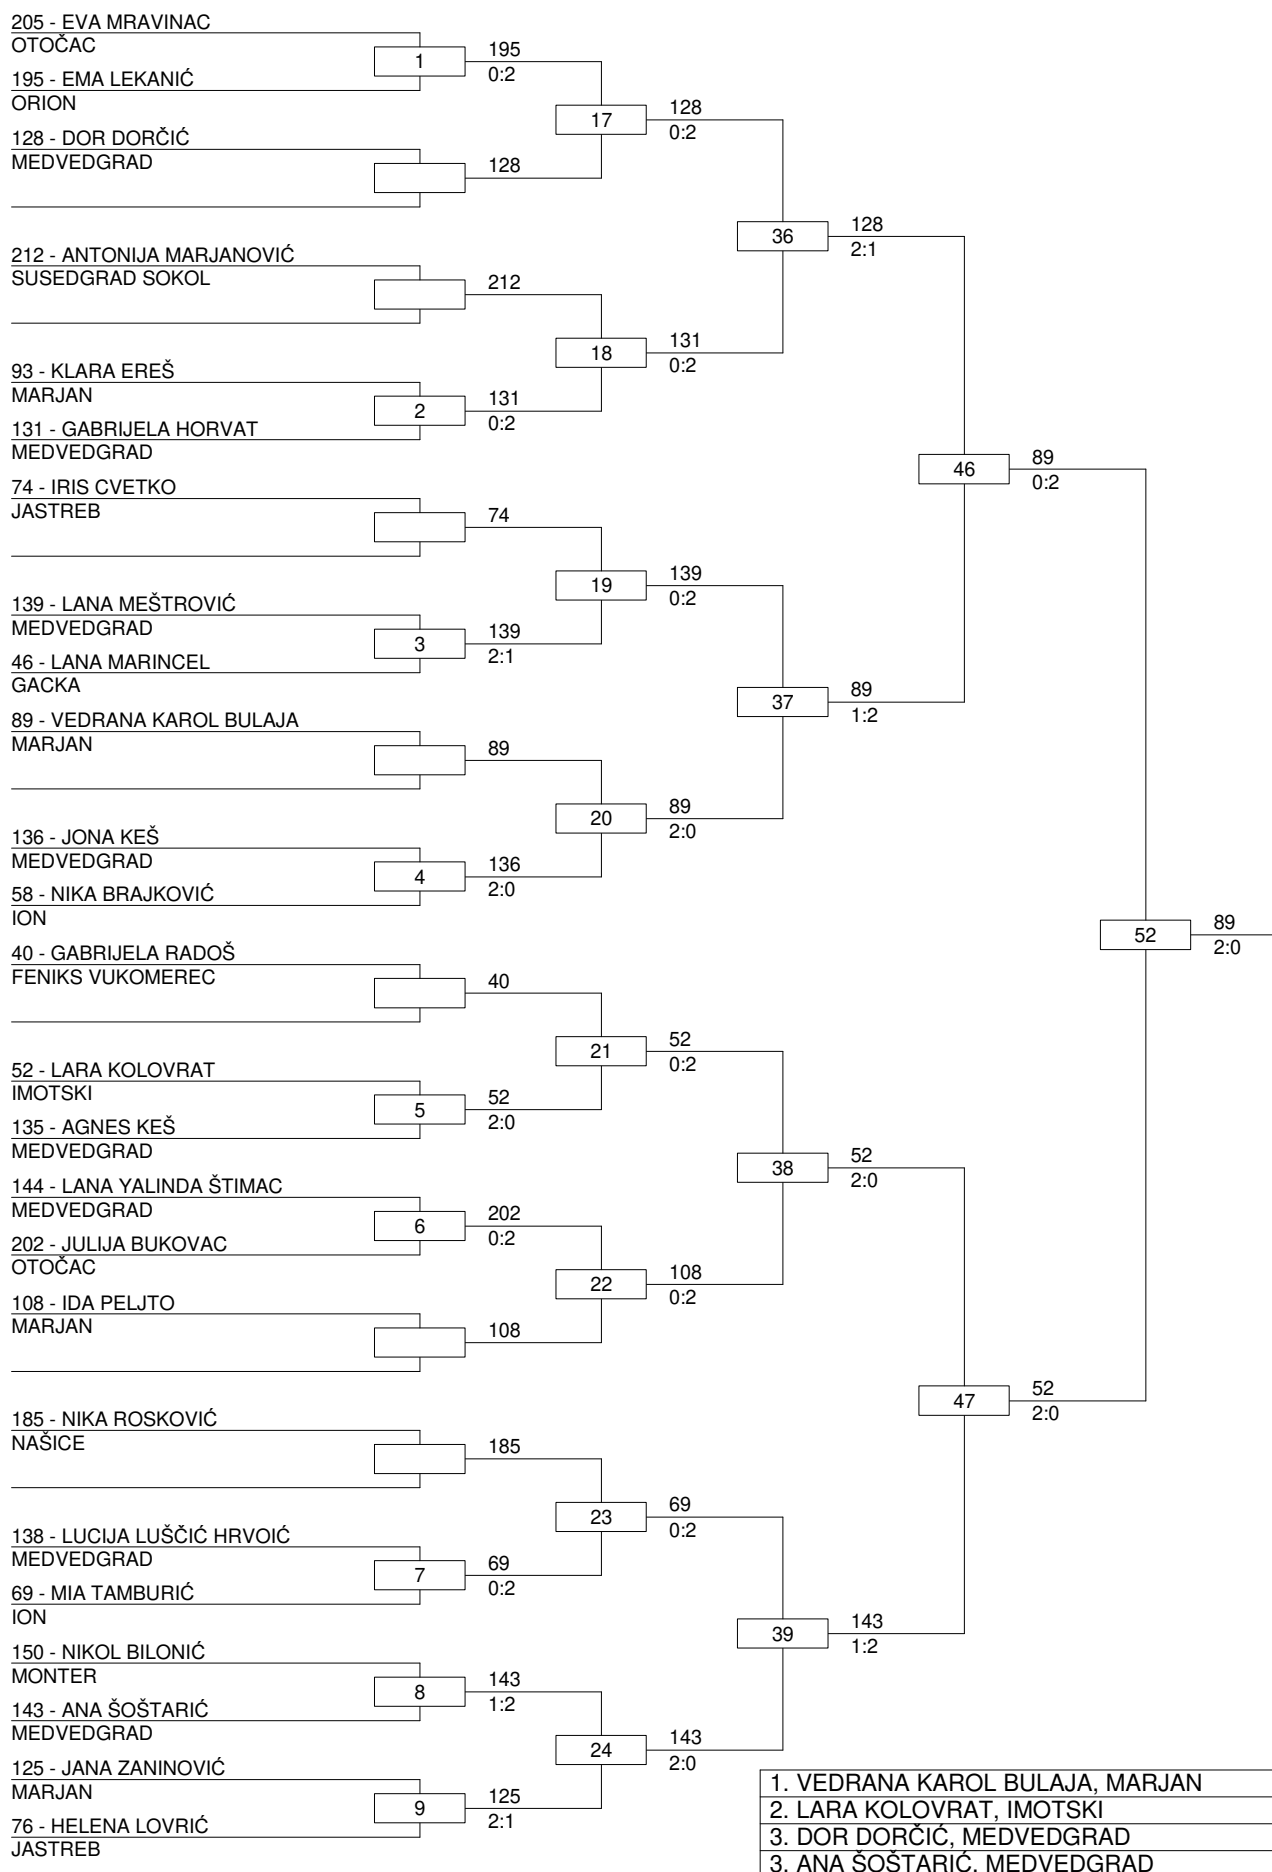 205 - EVA MRAVINAC
OTOČAC
1
195
0:2
195 - EMA LEKANIĆ
ORION
17
128
0:2
128 - DOR DORČIĆ
MEDVEDGRAD
128
36
128
2:1
212 - ANTONIJA MARJANOVIĆ
SUSEDGRAD SOKOL
212
18
131
0:2
93 - KLARA EREŠ
MARJAN
2
131
0:2
131 - GABRIJELA HORVAT
MEDVEDGRAD
46
89
0:2
74 - IRIS CVETKO
JASTREB
74
19
139
0:2
139 - LANA MEŠTROVIĆ
MEDVEDGRAD
3
139
2:1
46 - LANA MARINCEL
GACKA
37
89
1:2
89 - VEDRANA KAROL BULAJA
MARJAN
89
20
89
2:0
136 - JONA KEŠ
MEDVEDGRAD
4
136
2:0
58 - NIKA BRAJKOVIĆ
ION
52
89
2:0
40 - GABRIJELA RADOŠ
FENIKS VUKOMEREC
40
21
52
0:2
52 - LARA KOLOVRAT
IMOTSKI
5
52
2:0
135 - AGNES KEŠ
MEDVEDGRAD
38
52
2:0
144 - LANA YALINDA ŠTIMAC
MEDVEDGRAD
6
202
0:2
202 - JULIJA BUKOVAC
OTOČAC
22
108
0:2
108 - IDA PELJTO
MARJAN
108
47
52
2:0
185 - NIKA ROSKOVIĆ
NAŠICE
185
23
69
0:2
138 - LUCIJA LUŠČIĆ HRVOIĆ
MEDVEDGRAD
7
69
0:2
69 - MIA TAMBURIĆ
ION
39
143
1:2
150 - NIKOL BILONIĆ
MONTER
8
143
1:2
143 - ANA ŠOŠTARIĆ
MEDVEDGRAD
24
143
2:0
125 - JANA ZANINOVIĆ
MARJAN
9
125
2:1
76 - HELENA LOVRIĆ
JASTREB
1. VEDRANA KAROL BULAJA, MARJAN
2. LARA KOLOVRAT, IMOTSKI
3. DOR DORČIĆ, MEDVEDGRAD
3. ANA ŠOŠTARIĆ, MEDVEDGRAD